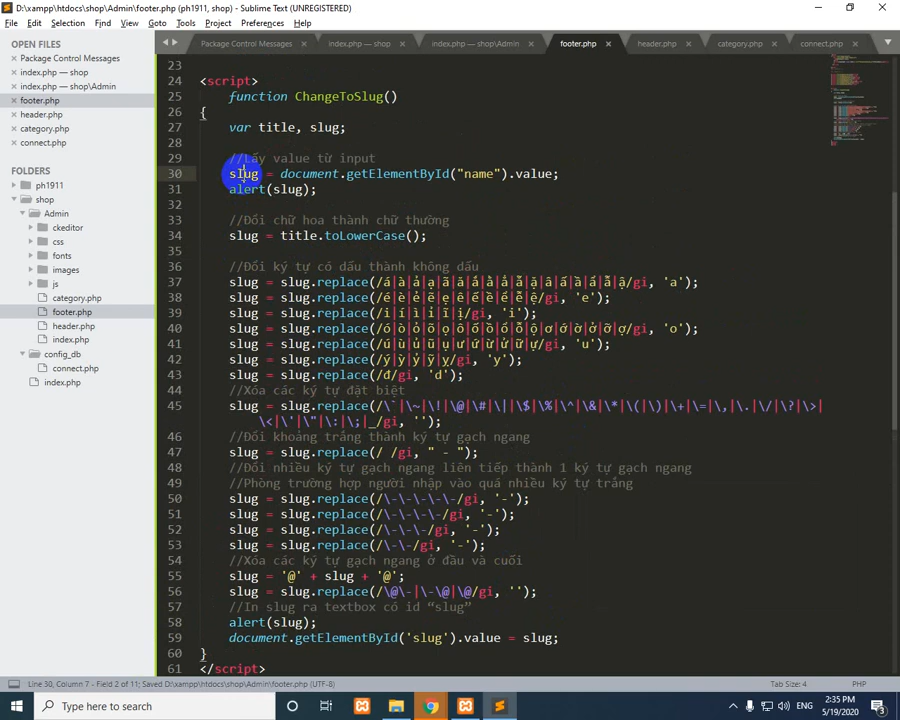 D:\xampp\htdocs\shop\Admin\footer.php (ph1911, shop) - Sublime Text (UNREGISTERED)
File Edit Selection Find View Goto Tools Project Preferences Help
OPEN FILES
Package Control Messages
index.php — shop
index.php — shop\Admin
footer.php
header.php
category.php
connect.php
FOLDERS
ph1911
shop
Admin
ckeditor
css
fonts
images
js
category.php
footer.php
header.php
index.php
config_db
connect.php
index.php
Package Control Messages index.php — shop index.php — shop\Admin footer.php header.php category.php connect.php
23
24 <script>
25 function ChangeToSlug()
26 {
27 var title, slug;
28
29 //Lấy value từ input
30 slug = document.getElementById("name").value;
31 alert(slug);
32
33 //Đổi chữ hoa thành chữ thường
34 slug = title.toLowerCase();
35
36 //Đổi ký tự có dấu thành không dấu
37 slug = slug.replace(/á|à|ả|ạ|ã|ă|ắ|ằ|ẳ|ẵ|ặ|â|ấ|ầ|ẩ|ẫ|ậ/gi, 'a');
38 slug = slug.replace(/é|è|ẻ|ẽ|ẹ|ê|ế|ề|ể|ễ|ệ/gi, 'e');
39 slug = slug.replace(/i|í|ì|ỉ|ĩ|ị/gi, 'i');
40 slug = slug.replace(/ó|ò|ỏ|õ|ọ|ô|ố|ồ|ổ|ỗ|ộ|ơ|ớ|ờ|ở|ỡ|ợ/gi, 'o');
41 slug = slug.replace(/ú|ù|ủ|ũ|ụ|ư|ứ|ừ|ử|ữ|ự/gi, 'u');
42 slug = slug.replace(/ý|ỳ|ỷ|ỹ|ỵ/gi, 'y');
43 slug = slug.replace(/đ/gi, 'd');
44 //Xóa các ký tự đặt biệt
45 slug = slug.replace(/\`|\~|\!|\@|\#|\||\$|\%|\^|\&|\*|\(|\)|\+|\=|\,|\.|\/|\?|\>|
\<|\'|\"|\:|\;|_/gi, '');
46 //Đổi khoảng trắng thành ký tự gạch ngang
47 slug = slug.replace(/ /gi, " - ");
48 //Đổi nhiều ký tự gạch ngang liên tiếp thành 1 ký tự gạch ngang
49 //Phòng trường hợp người nhập vào quá nhiều ký tự trắng
50 slug = slug.replace(/\-\-\-\-\-/gi, '-');
51 slug = slug.replace(/\-\-\-\-/gi, '-');
52 slug = slug.replace(/\-\-\-/gi, '-');
53 slug = slug.replace(/\-\-/gi, '-');
54 //Xóa các ký tự gạch ngang ở đầu và cuối
55 slug = '@' + slug + '@';
56 slug = slug.replace(/\@\-|\-\@|\@/gi, '');
57 //In slug ra textbox có id “slug”
58 alert(slug);
59 document.getElementById('slug').value = slug;
60 }
61 </script>
Line 30, Column 7 - Field 2 of 11; Saved D:\xampp\htdocs\shop\Admin\footer.php (UTF-8) Tab Size: 4 PHP
Type here to search
ENG
2:35 PM
5/19/2020